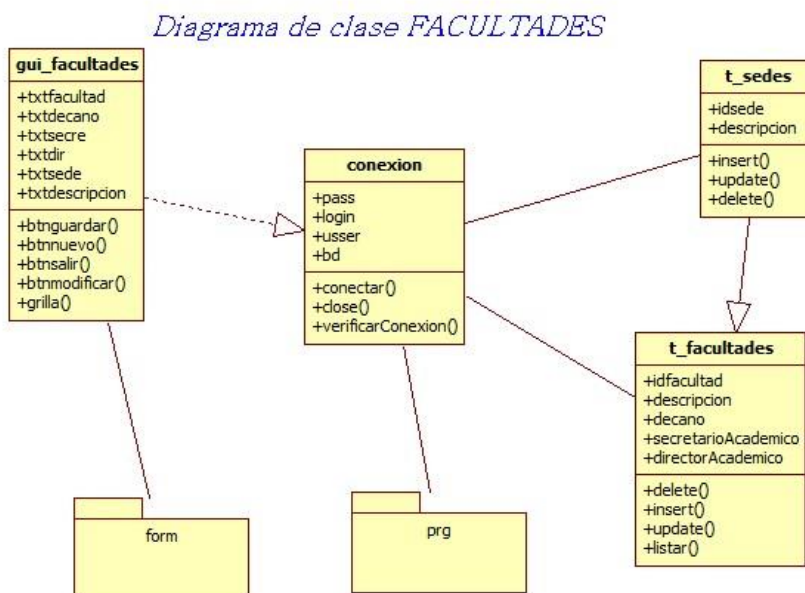 Diagrama de clase FACULTADES
gui_facultades
+txtfacultad
+txtdecano
+txtsecre
+txtdir
+txtsede
+txtdescripcion
+btnguardar()
+btnnuevo()
+btnsalir()
+btnmodificar()
+grilla()
conexion
+pass
+login
+usser
+bd
+conectar()
+close()
+verificarConexion()
t_sedes
+idsede
+descripcion
+insert()
+update()
+delete()
t_facultades
+idfacultad
+descripcion
+decano
+secretarioAcademico
+directorAcademico
+delete()
+insert()
+update()
+listar()
form
prg